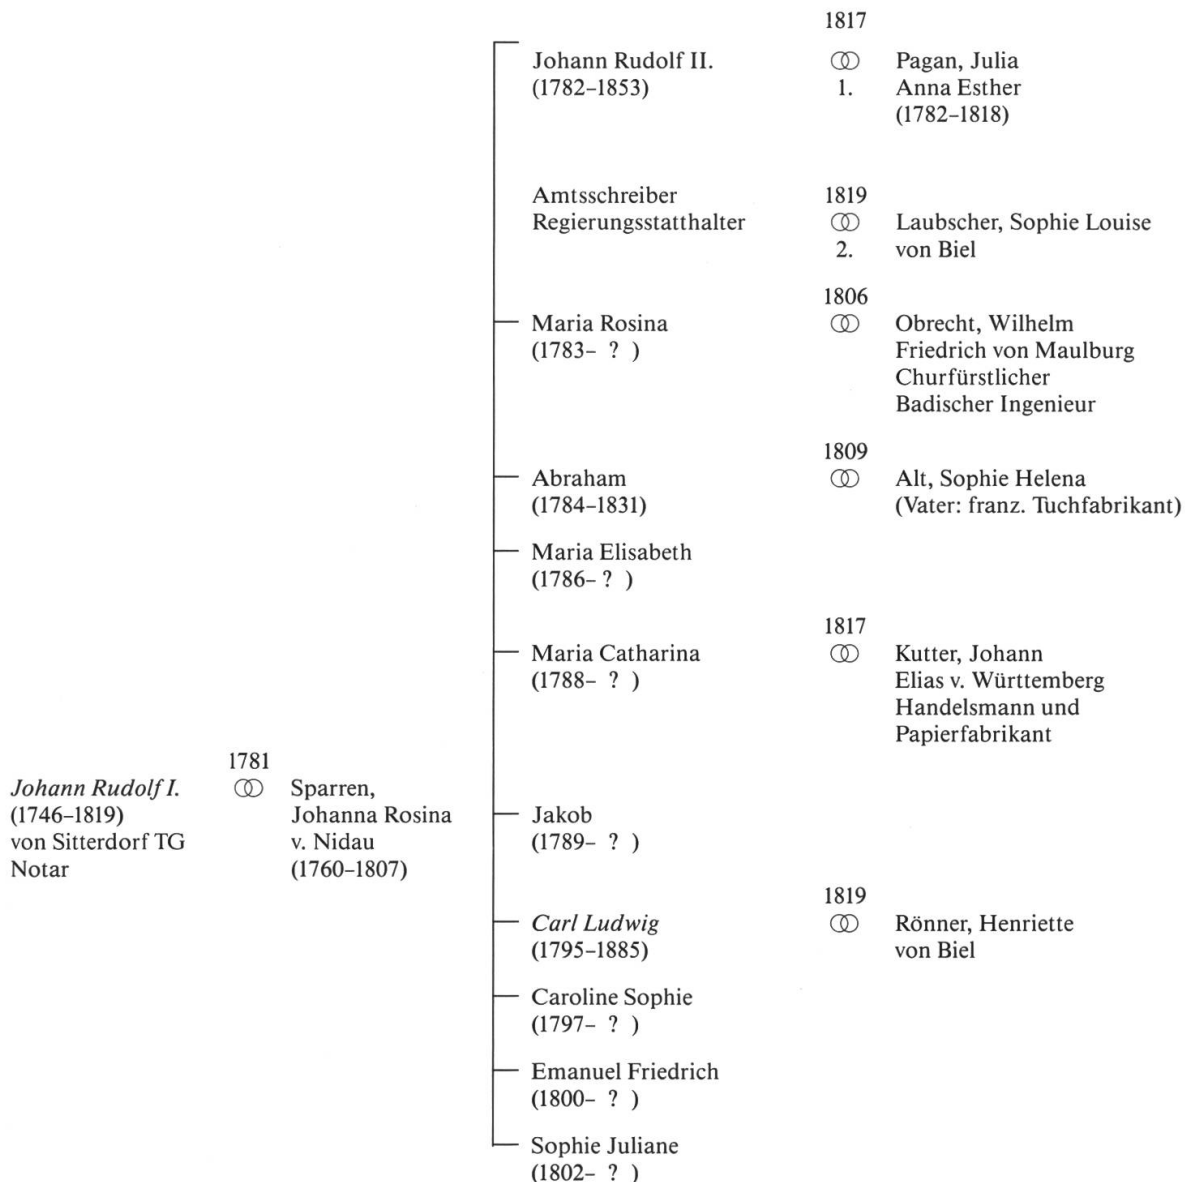 1817
Johann Rudolf II. ⚭ Pagan, Julia
(1782–1853) 1. Anna Esther
(1782–1818)
Amtsschreiber 1819
Regierungsstatthalter ⚭ Laubscher, Sophie Louise
2. von Biel
1806
Maria Rosina ⚭ Obrecht, Wilhelm
(1783– ? ) Friedrich von Maulburg
Churfürstlicher
Badischer Ingenieur
1809
Abraham ⚭ Alt, Sophie Helena
(1784–1831) (Vater: franz. Tuchfabrikant)
Maria Elisabeth
(1786– ? )
1817
Maria Catharina ⚭ Kutter, Johann
(1788– ? ) Elias v. Württemberg
Handelsmann und
Papierfabrikant
1781
Johann Rudolf I. ⚭ Sparren,
(1746–1819) Johanna Rosina
von Sitterdorf TG v. Nidau
Notar (1760–1807)
Jakob
(1789– ? )
1819
Carl Ludwig ⚭ Rönner, Henriette
(1795–1885) von Biel
Caroline Sophie
(1797– ? )
Emanuel Friedrich
(1800– ? )
Sophie Juliane
(1802– ? )